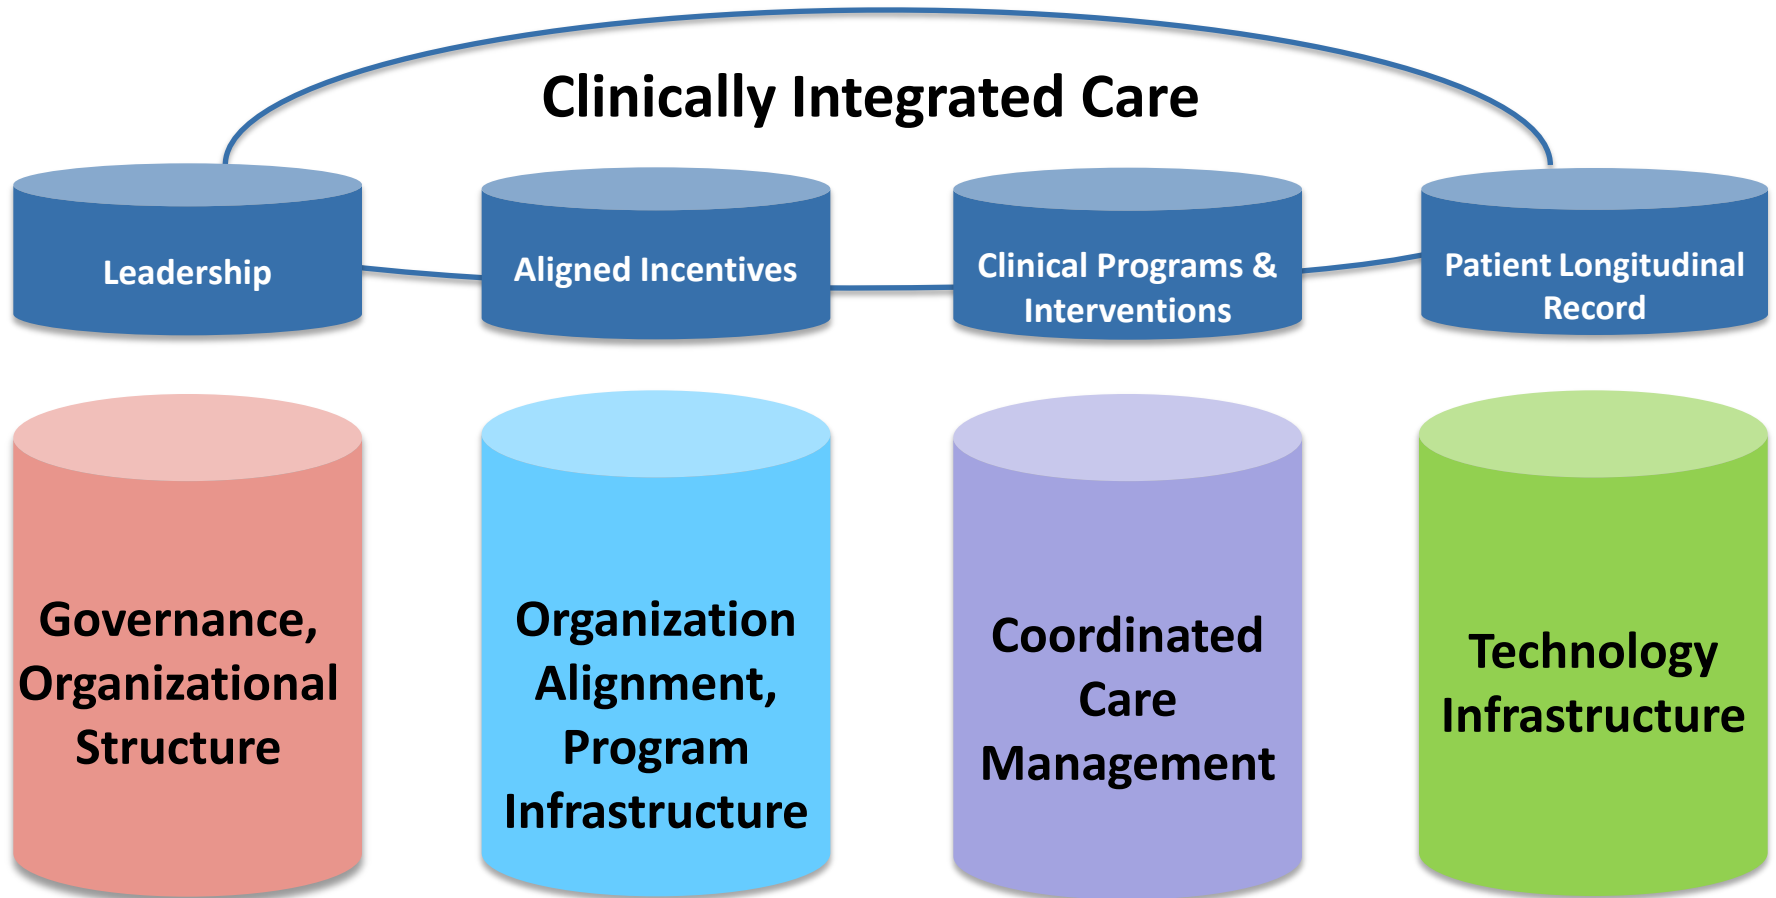 Clinically Integrated Care
Leadership
Aligned Incentives
Clinical Programs &
Interventions
Patient Longitudinal
Record
Governance,
Organizational
Structure
Organization
Alignment,
Program
Infrastructure
Coordinated
Care
Management
Technology
Infrastructure